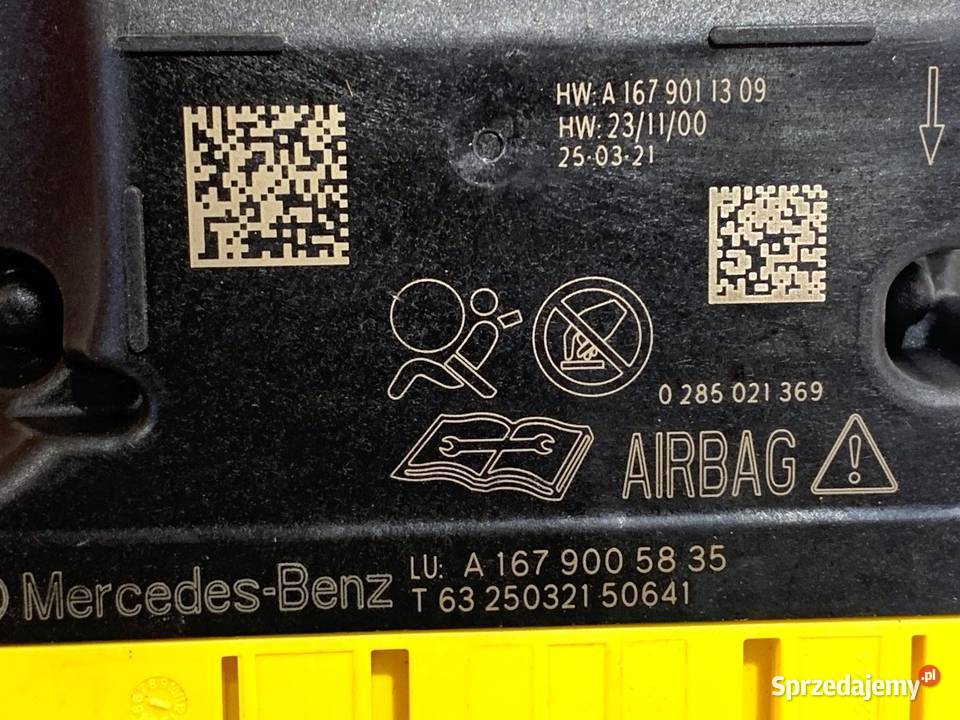 HW: A 167 901 13 09
HW: 23/11/00
25-03-21
0 285 021 369
AIRBAG
Mercedes-Benz
LU: A 167 900 58 35
T 63 250321 50641
Sprzedajemy.pl